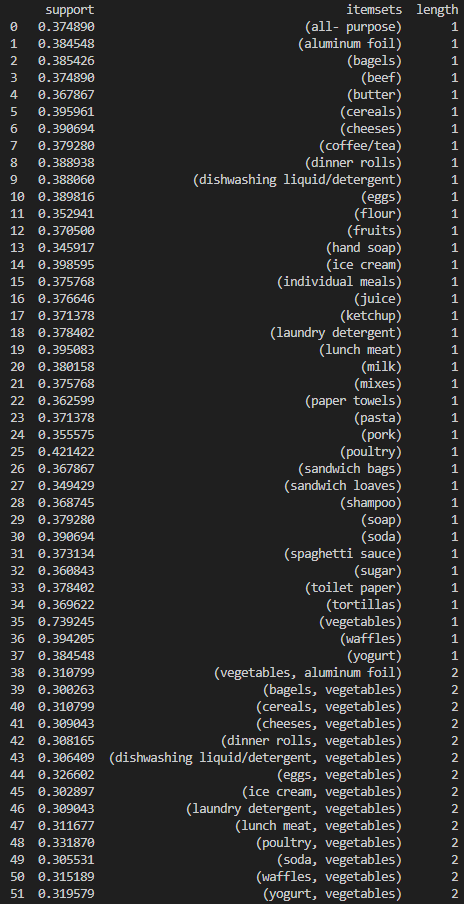 support itemsets length
0 0.374890 (all- purpose) 1
1 0.384548 (aluminum foil) 1
2 0.385426 (bagels) 1
3 0.374890 (beef) 1
4 0.367867 (butter) 1
5 0.395961 (cereals) 1
6 0.390694 (cheeses) 1
7 0.379280 (coffee/tea) 1
8 0.388938 (dinner rolls) 1
9 0.388060 (dishwashing liquid/detergent) 1
10 0.389816 (eggs) 1
11 0.352941 (flour) 1
12 0.370500 (fruits) 1
13 0.345917 (hand soap) 1
14 0.398595 (ice cream) 1
15 0.375768 (individual meals) 1
16 0.376646 (juice) 1
17 0.371378 (ketchup) 1
18 0.378402 (laundry detergent) 1
19 0.395083 (lunch meat) 1
20 0.380158 (milk) 1
21 0.375768 (mixes) 1
22 0.362599 (paper towels) 1
23 0.371378 (pasta) 1
24 0.355575 (pork) 1
25 0.421422 (poultry) 1
26 0.367867 (sandwich bags) 1
27 0.349429 (sandwich loaves) 1
28 0.368745 (shampoo) 1
29 0.379280 (soap) 1
30 0.390694 (soda) 1
31 0.373134 (spaghetti sauce) 1
32 0.360843 (sugar) 1
33 0.378402 (toilet paper) 1
34 0.369622 (tortillas) 1
35 0.739245 (vegetables) 1
36 0.394205 (waffles) 1
37 0.384548 (yogurt) 1
38 0.310799 (vegetables, aluminum foil) 2
39 0.300263 (bagels, vegetables) 2
40 0.310799 (cereals, vegetables) 2
41 0.309043 (cheeses, vegetables) 2
42 0.308165 (dinner rolls, vegetables) 2
43 0.306409 (dishwashing liquid/detergent, vegetables) 2
44 0.326602 (eggs, vegetables) 2
45 0.302897 (ice cream, vegetables) 2
46 0.309043 (laundry detergent, vegetables) 2
47 0.311677 (lunch meat, vegetables) 2
48 0.331870 (poultry, vegetables) 2
49 0.305531 (soda, vegetables) 2
50 0.315189 (waffles, vegetables) 2
51 0.319579 (yogurt, vegetables) 2